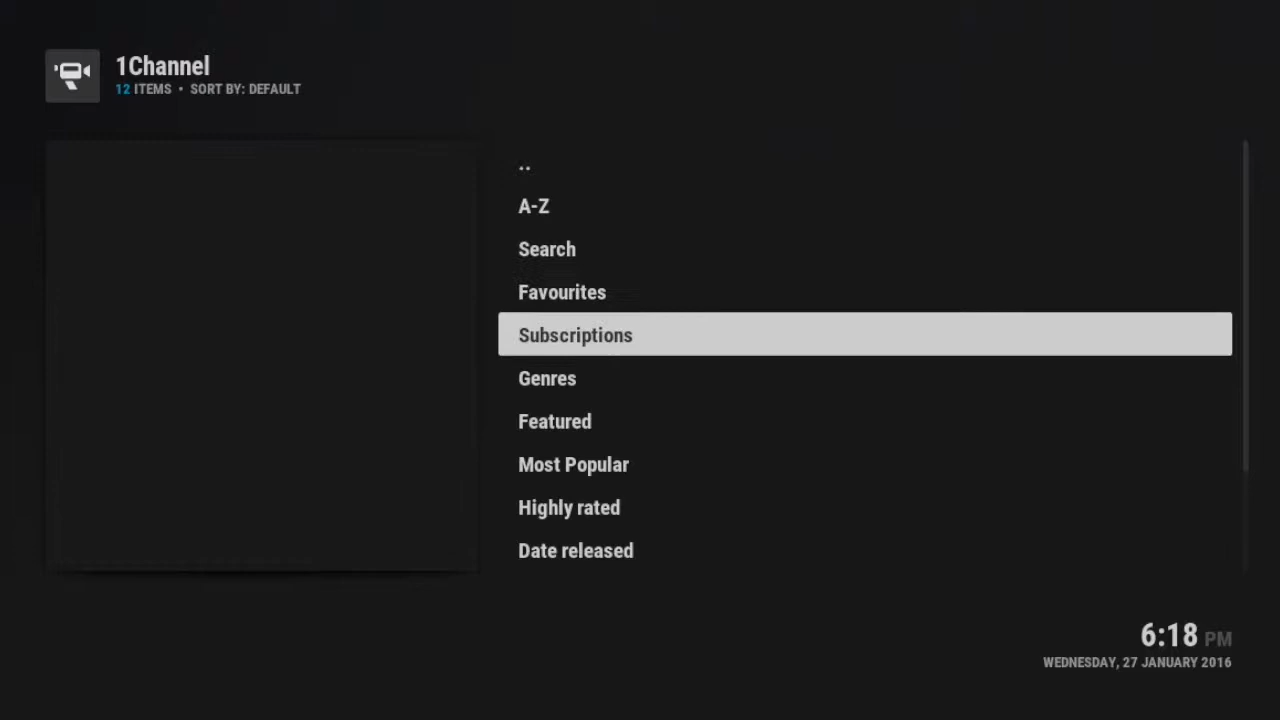 1Channel
12 ITEMS • SORT BY: DEFAULT
..
A-Z
Search
Favourites
Subscriptions
Genres
Featured
Most Popular
Highly rated
Date released
6:18 PM
WEDNESDAY, 27 JANUARY 2016